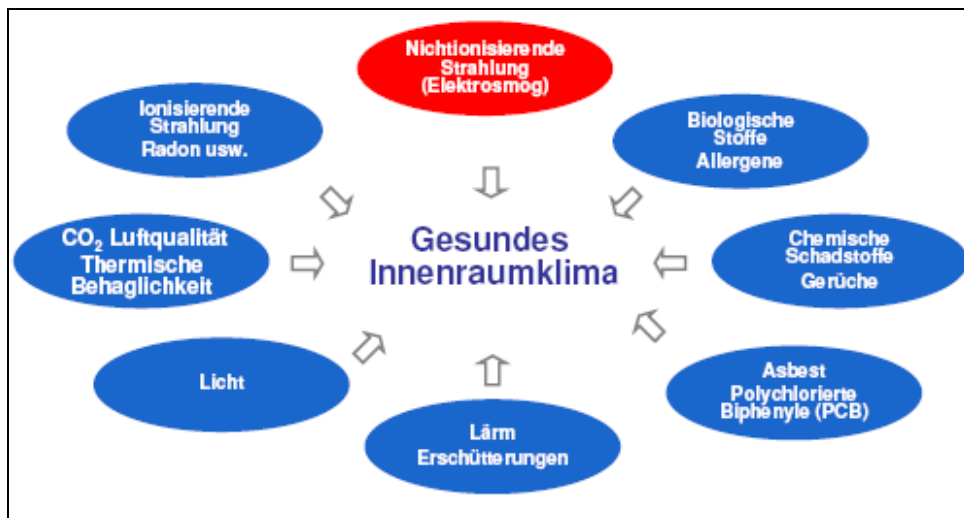 Nichtionisierende
Strahlung
(Elektrosmog)
Ionisierende
Strahlung
Radon usw.
Biologische
Stoffe
Allergene
CO₂ Luftqualität
Thermische
Behaglichkeit
Gesundes
Innenraumklima
Chemische
Schadstoffe
Gerüche
Licht
Asbest
Polychlorierte
Biphenyle (PCB)
Lärm
Erschütterungen